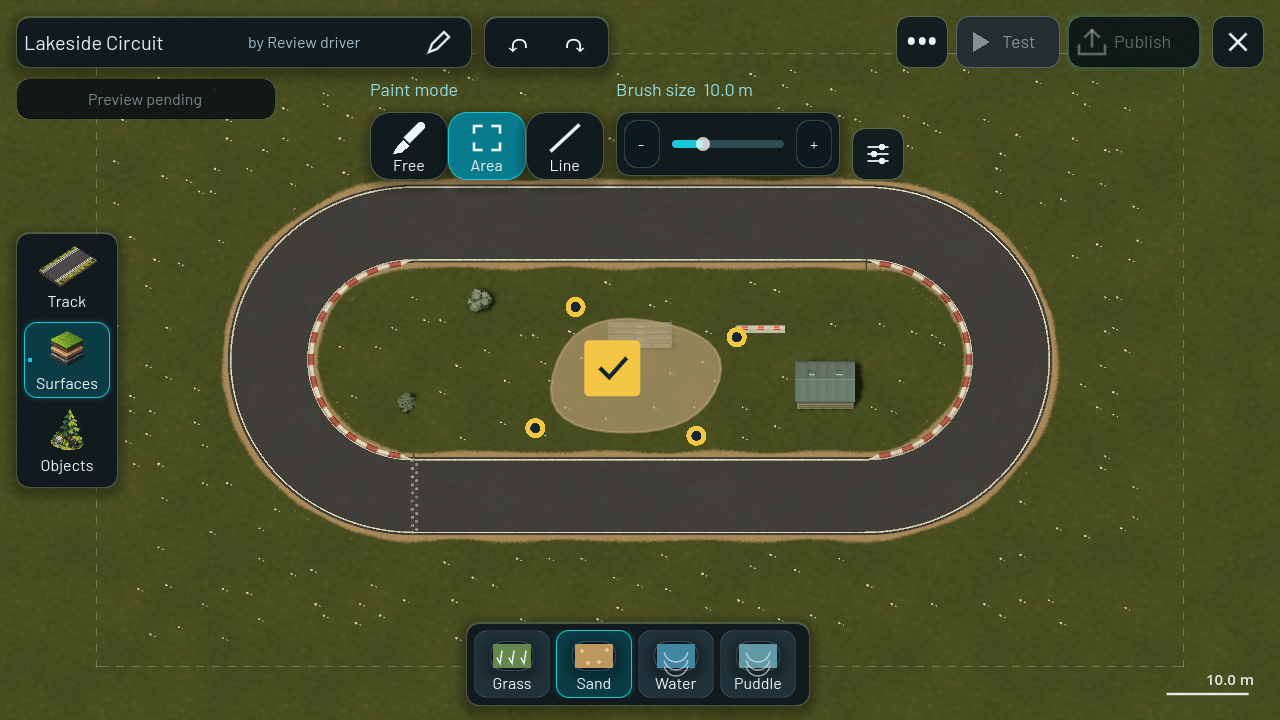 Lakeside Circuit
by Review driver
Test
Publish
Preview pending
Paint mode
Brush size 10.0 m
Free
Area
Line
-
+
Track
Surfaces
Objects
Grass
Sand
Water
Puddle
10.0 m